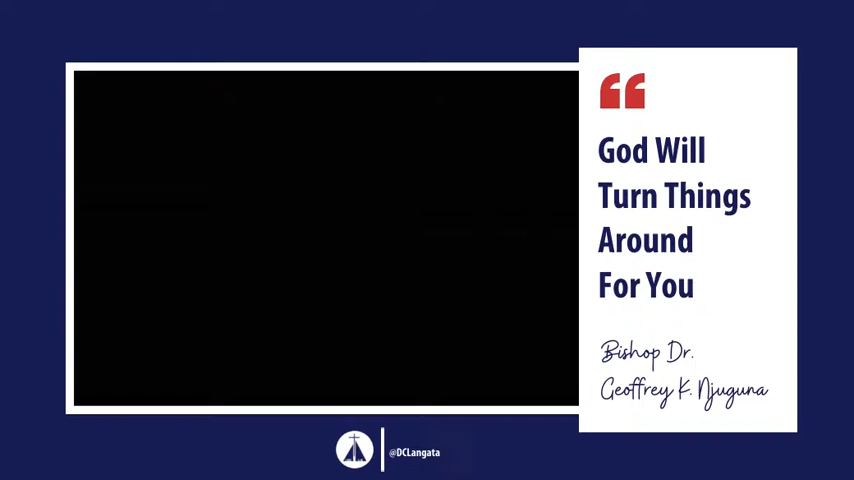 God Will
Turn Things
Around
For You
Bishop Dr.
Geoffrey K. Njuguna
@DCLangata